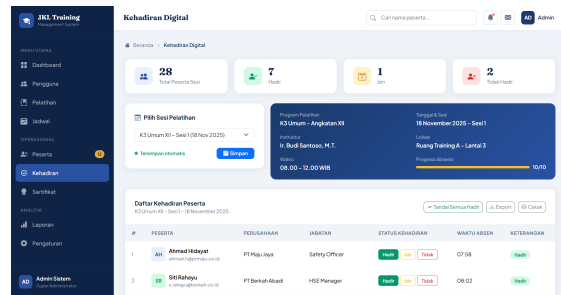 JKL Training
Management System
MENU UTAMA
Dashboard
Pengguna
Pelatihan
Jadwal
OPERASIONAL
Peserta
Kehadiran
Sertifikat
ANALITIK
Laporan
Pengaturan
AD
Admin Sistem
Super Administrator
Kehadiran Digital
Cari nama peserta...
AD
Admin
Beranda > Kehadiran Digital
28
Total Peserta Sesi
7
Hadir
1
Izin
2
Tidak Hadir
Pilih Sesi Pelatihan
K3 Umum XII – Sesi 1 (18 Nov 2025)
Tersimpan otomatis
Simpan
Program Pelatihan
K3 Umum – Angkatan XII
Tanggal & Sesi
18 November 2025 – Sesi 1
Instruktur
Ir. Budi Santoso, M.T.
Lokasi
Ruang Training A – Lantai 3
Waktu
08.00 – 12.00 WIB
Progress Absensi
10/10
Daftar Kehadiran Peserta
K3 Umum XII – Sesi 1 – 18 November 2025
Tandai Semua Hadir
Export
Cetak
# PESERTA PERUSAHAAN JABATAN STATUS KEHADIRAN WAKTU ABSEN KETERANGAN
1 AH Ahmad Hidayat PT Maju Jaya Safety Officer Hadir Izin Tidak 07:58 Hadir
ahmad.h@ptmaju.co.id
2 SR Siti Rahayu PT Berkah Abadi HSE Manager Hadir Izin Tidak 08:02 Hadir
s.rahayu@berkah.co.id